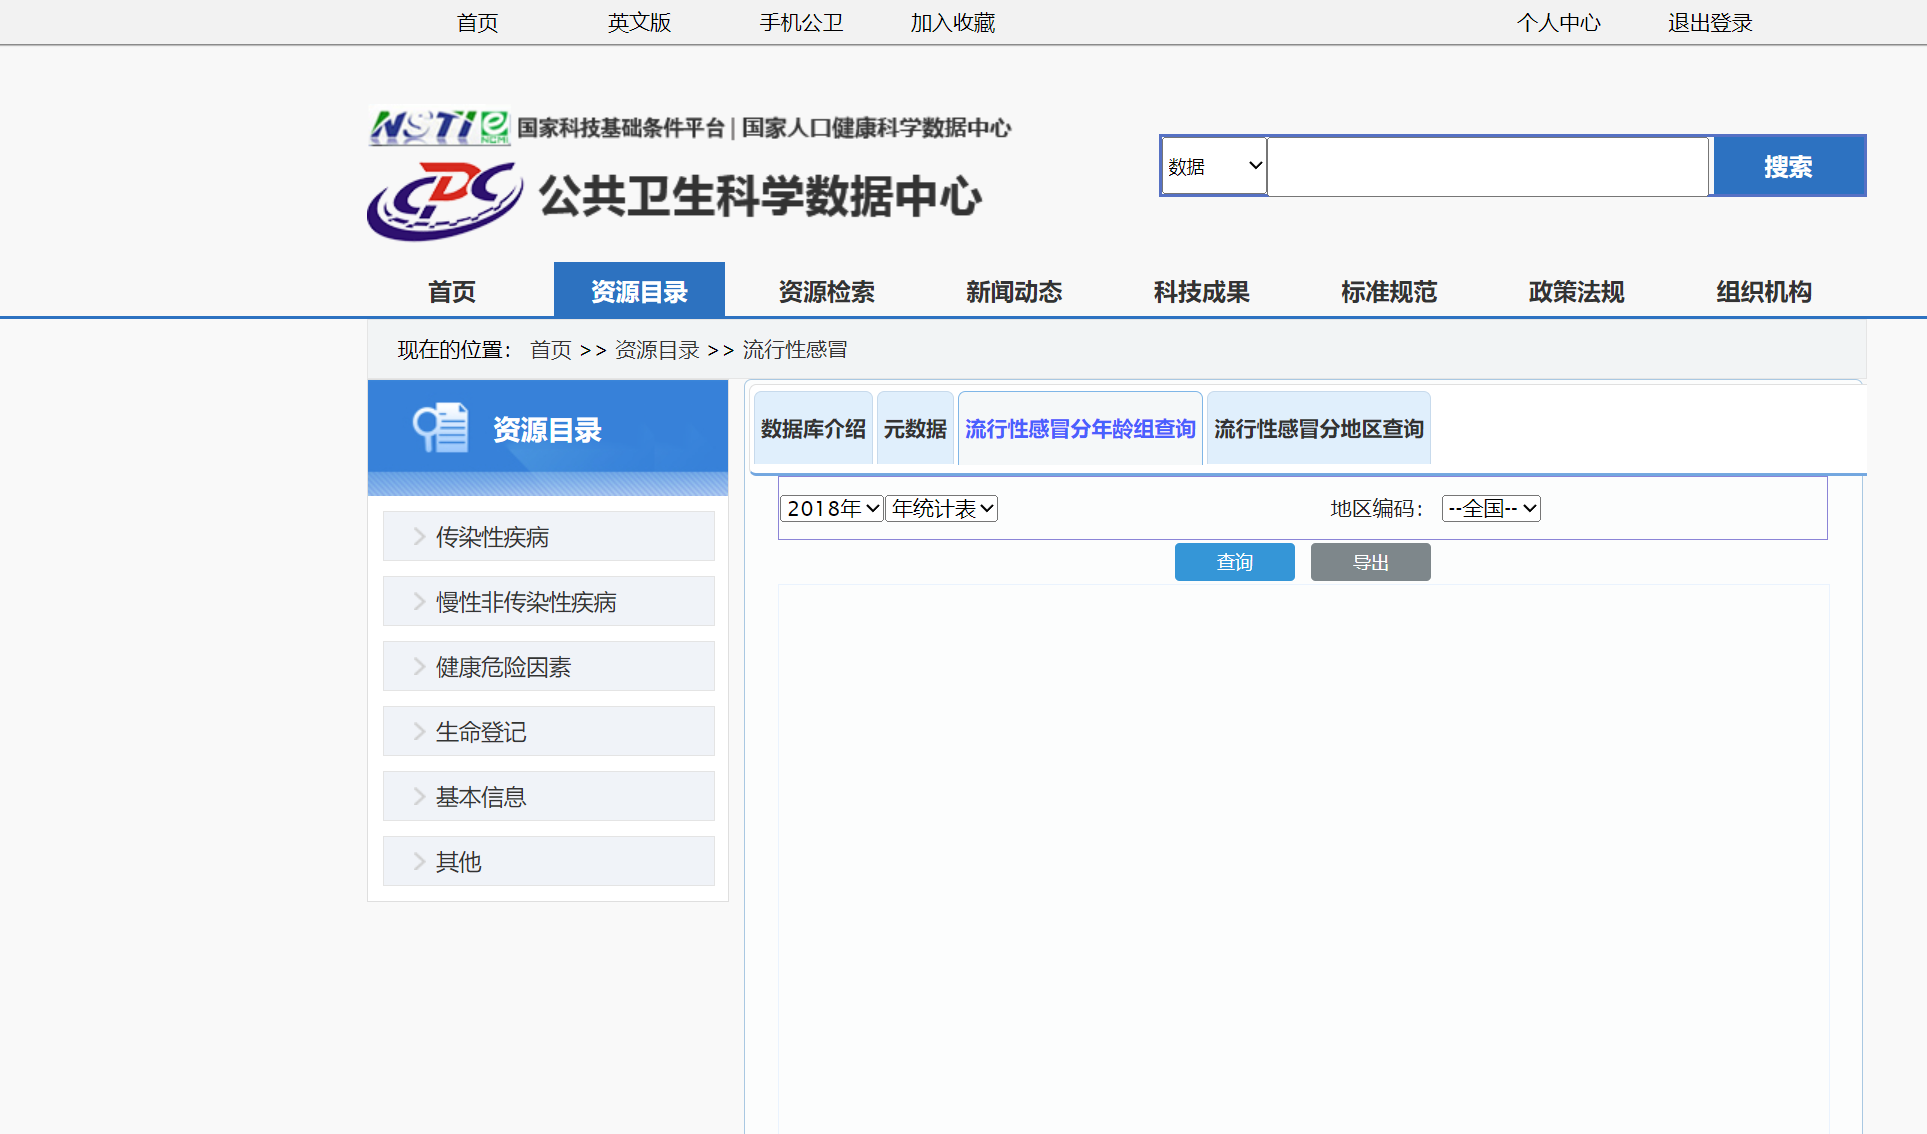 首页 英文版 手机公卫 加入收藏 个人中心 退出登录
NSTI e NCMI 国家科技基础条件平台 | 国家人口健康科学数据中心
CDC 公共卫生科学数据中心
数据 搜索
首页 资源目录 资源检索 新闻动态 科技成果 标准规范 政策法规 组织机构
现在的位置： 首页 >> 资源目录 >> 流行性感冒
资源目录
传染性疾病
慢性非传染性疾病
健康危险因素
生命登记
基本信息
其他
数据库介绍 元数据 流行性感冒分年龄组查询 流行性感冒分地区查询
2018年 年统计表 地区编码： --全国--
查询 导出